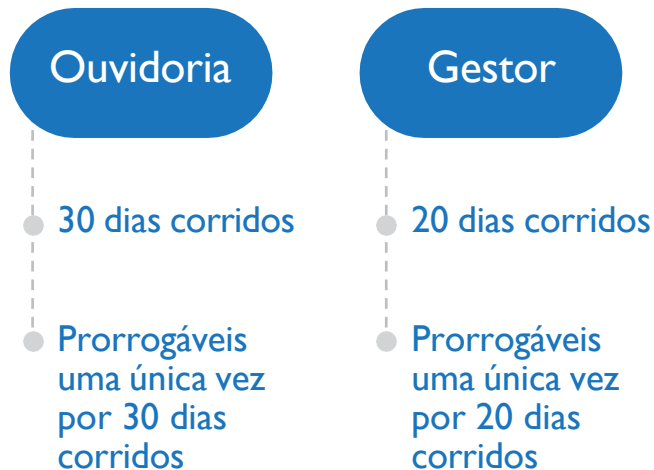 Ouvidoria
30 dias corridos
Prorrogáveis
uma única vez
por 30 dias
corridos
Gestor
20 dias corridos
Prorrogáveis
uma única vez
por 20 dias
corridos